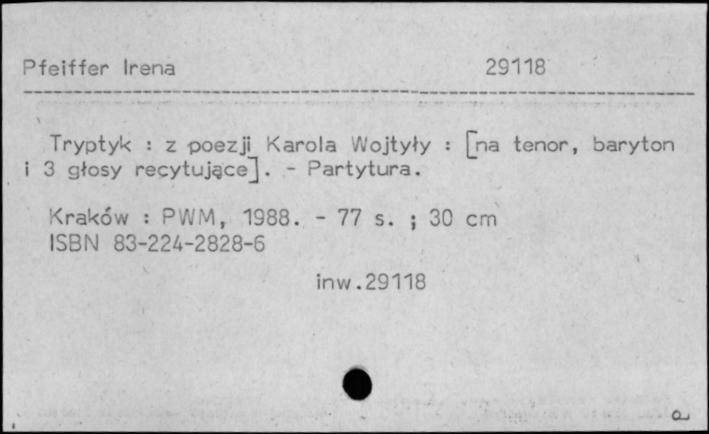 Pfeiffer Irena 29118
Tryptyk : z poezji Karola Wojtyły : [na tenor, baryton
i 3 głosy recytujące]. - Partytura.
Kraków : PWM, 1988. - 77 s. ; 30 cm
ISBN 83-224-2828-6
inw.29118